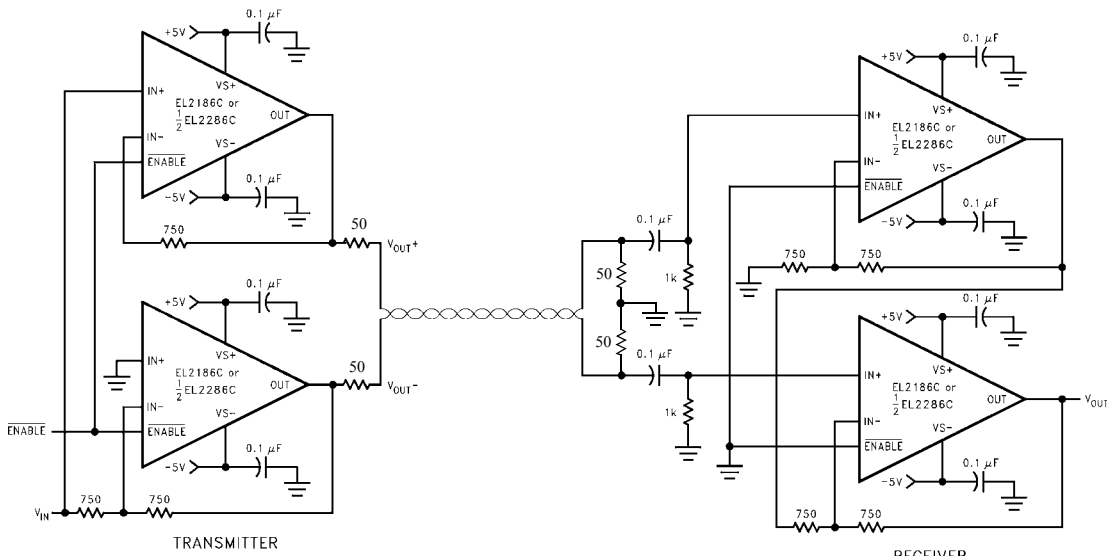 0.1 μF
+5V
VS+
IN+
EL2186C or
1/2 EL2286C
OUT
IN-
VS-
ENABLE
0.1 μF
-5V
750
50
VOUT+
0.1 μF
+5V
VS+
IN+
EL2186C or
1/2 EL2286C
OUT
50
VOUT-
IN-
VS-
ENABLE
ENABLE
0.1 μF
-5V
VIN
750
750
TRANSMITTER
0.1 μF
50
1k
50
0.1 μF
1k
0.1 μF
+5V
VS+
IN+
EL2186C or
1/2 EL2286C
OUT
IN-
VS-
ENABLE
0.1 μF
-5V
750
750
0.1 μF
+5V
VS+
IN+
EL2186C or
1/2 EL2286C
OUT
VOUT
IN-
VS-
ENABLE
0.1 μF
-5V
750
750
RECEIVER